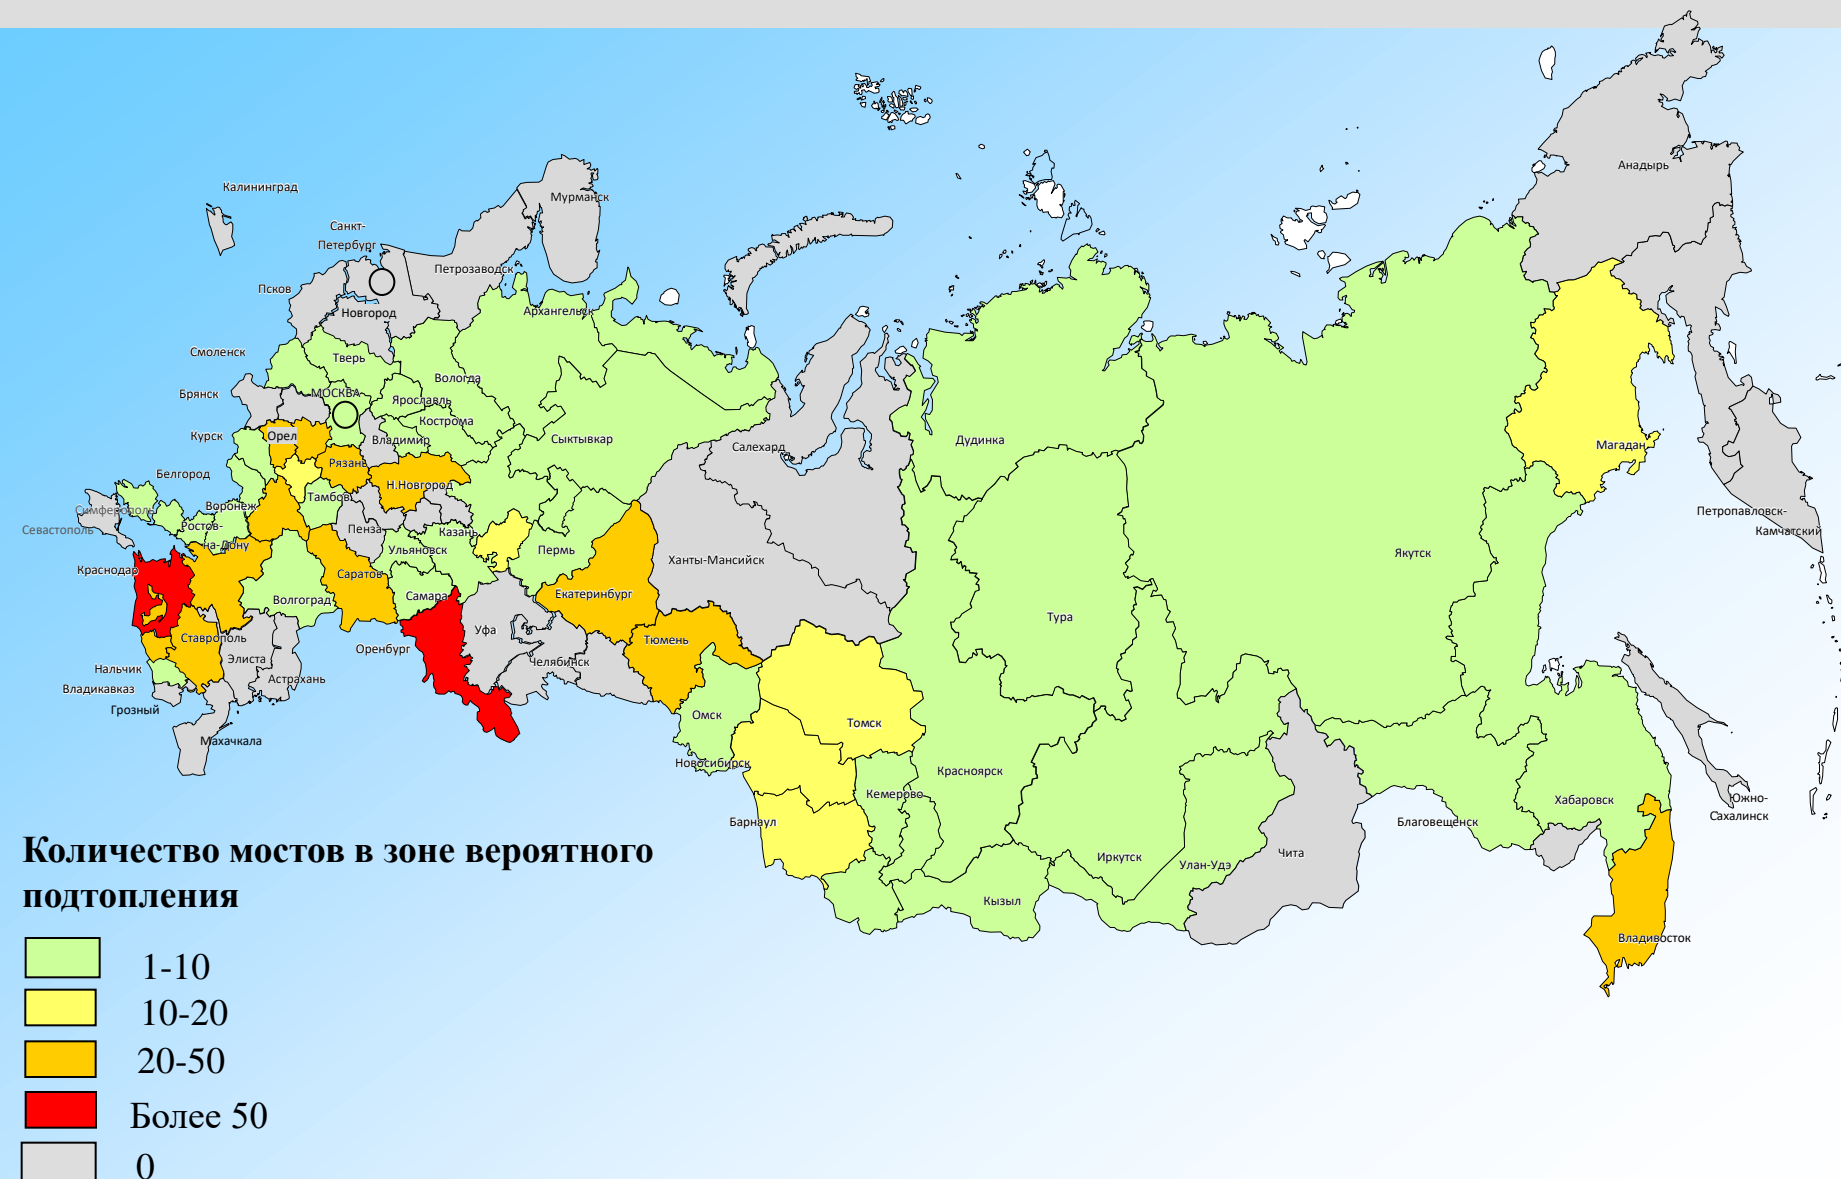 Калининград
Мурманск
Санкт-
Петербург
Петрозаводск
Псков
Новгород
Архангельск
Анадырь
Смоленск
Тверь
Вологда
Брянск
МОСКВА
Ярославль
Кострома
Курск
Орел
Владимир
Сыктывкар
Салехард
Дудинка
Магадан
Белгород
Рязань
Н.Новгород
Воронеж
Тамбов
Симферополь
Севастополь
Ростов-
на-Дону
Пенза
Казань
Ульяновск
Пермь
Ханты-Мансийск
Якутск
Петропавловск-
Камчатский
Краснодар
Саратов
Волгоград
Самара
Екатеринбург
Тура
Ставрополь
Уфа
Тюмень
Оренбург
Элиста
Челябинск
Нальчик
Астрахань
Владикавказ
Грозный
Махачкала
Омск
Томск
Новосибирск
Красноярск
Кемерово
Барнаул
Хабаровск
Южно-
Сахалинск
Благовещенск
Иркутск
Улан-Удэ
Чита
Кызыл
Владивосток
Количество мостов в зоне вероятного
подтопления
1-10
10-20
20-50
Более 50
0